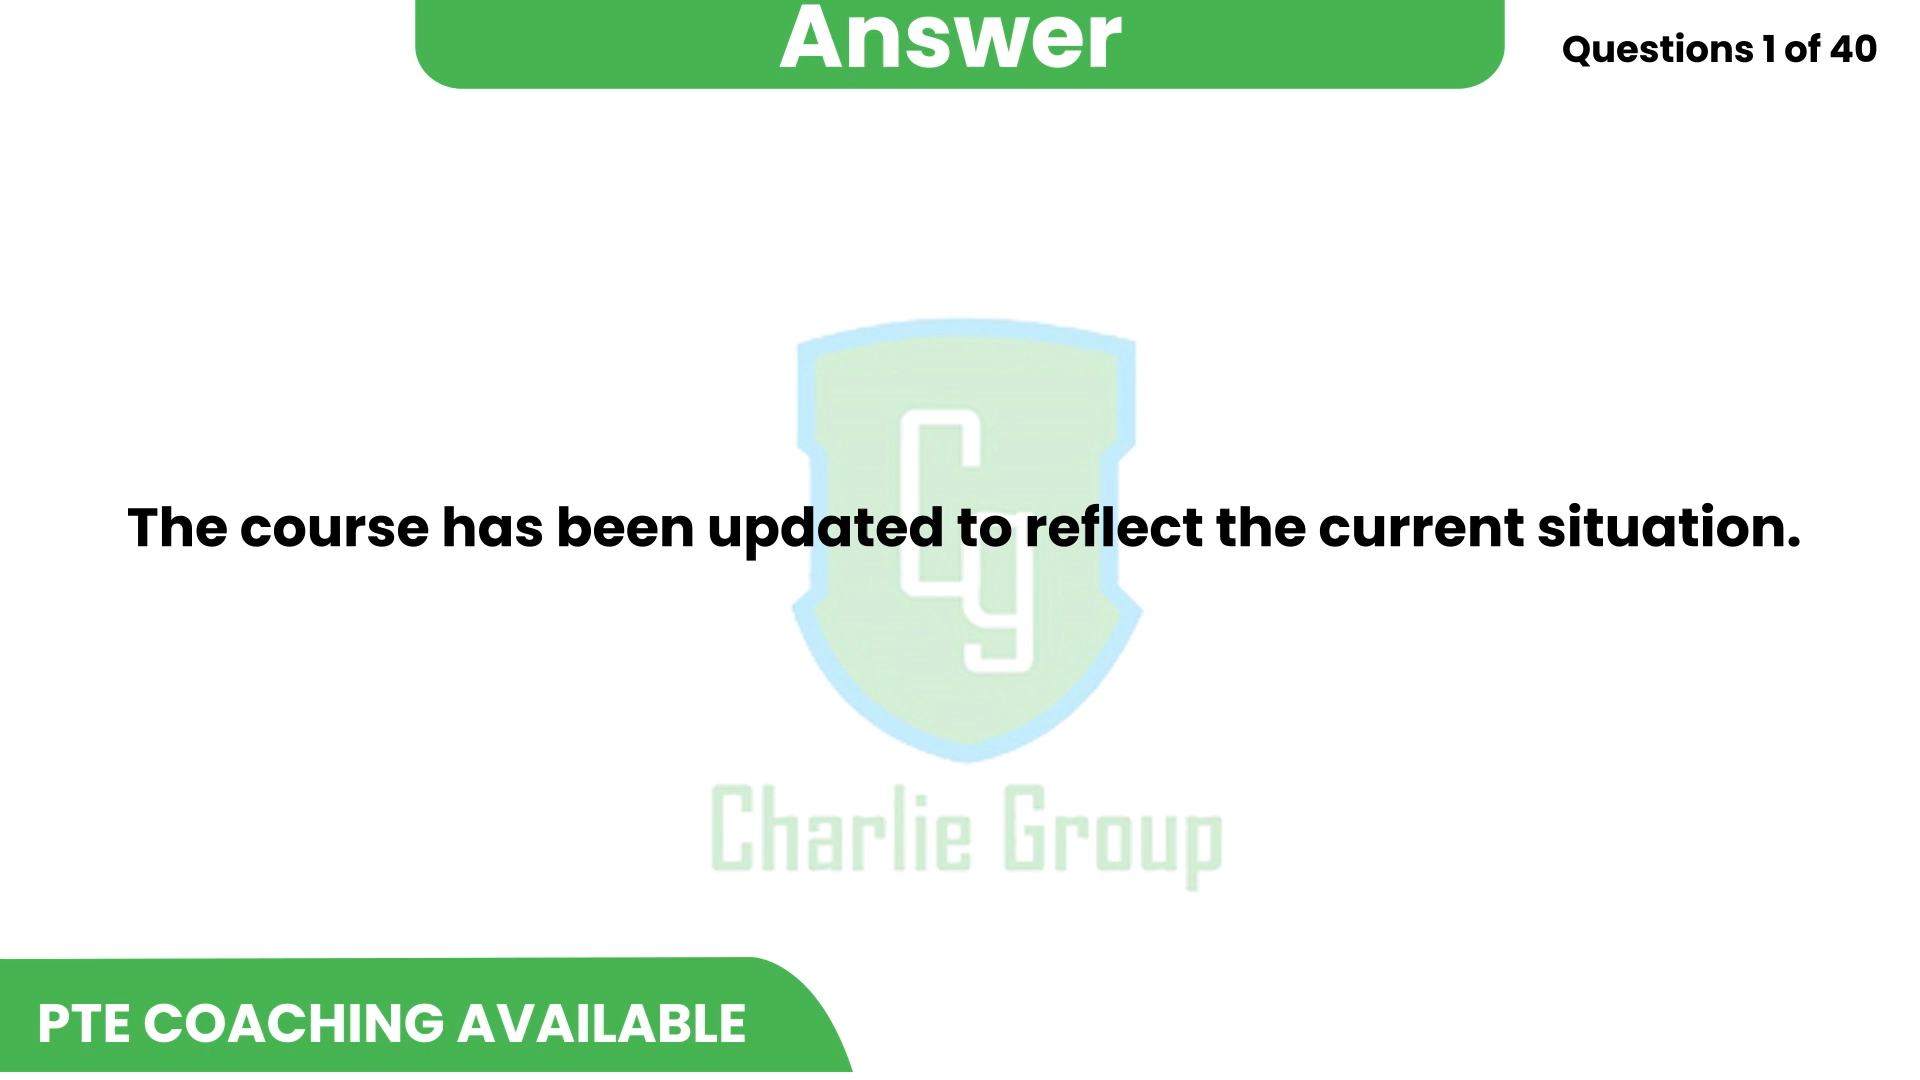 Answer
Questions 1 of 40
The course has been updated to reflect the current situation.
Cg
Charlie Group
PTE COACHING AVAILABLE